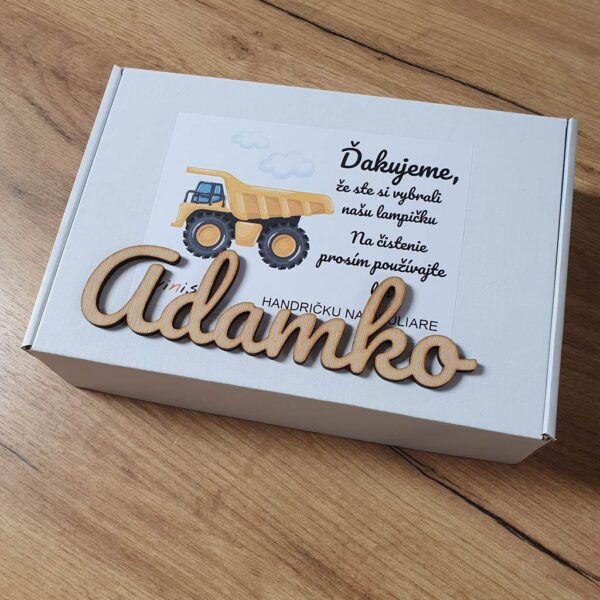 Ďakujeme,
že ste si vybrali
našu lampičku
Na čistenie
prosím používajte
HANDRIČKU NA
Adamko